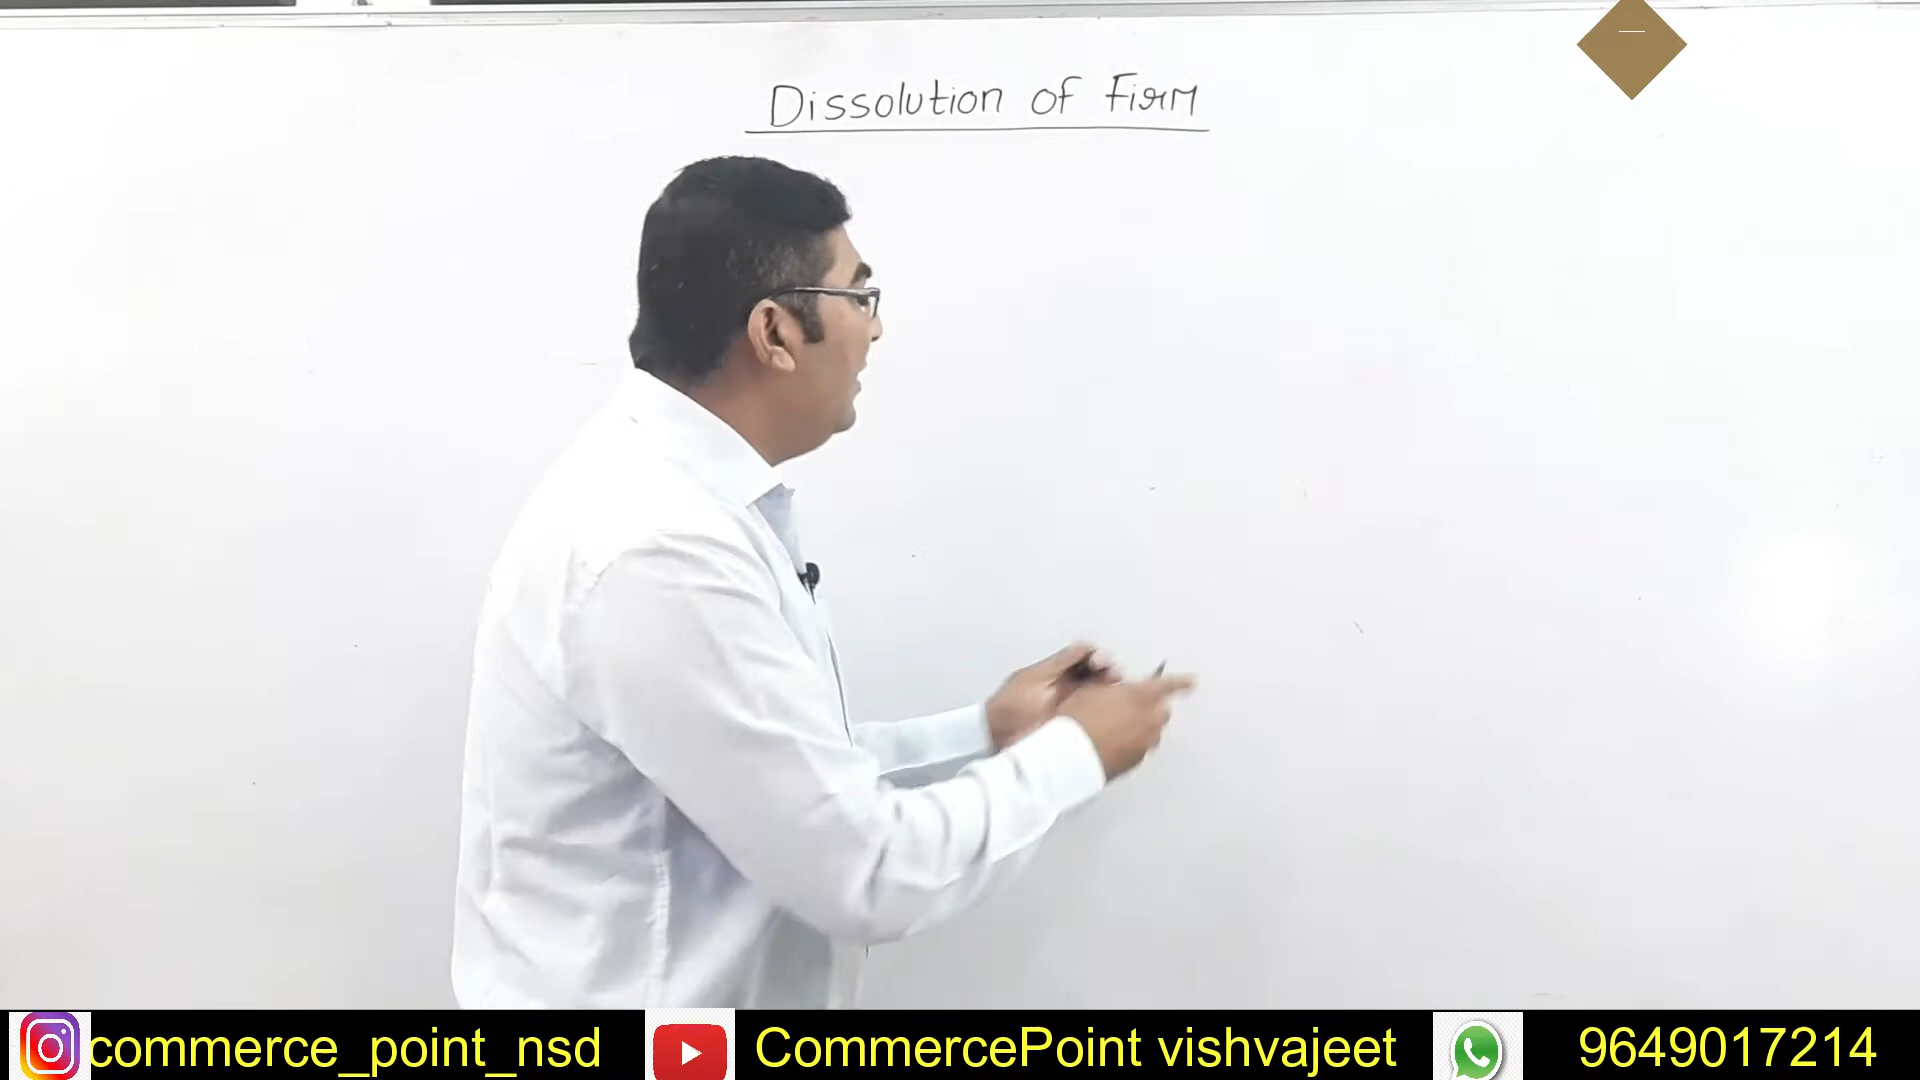 Dissolution of Firm
commerce_point_nsd
CommercePoint vishvajeet
9649017214